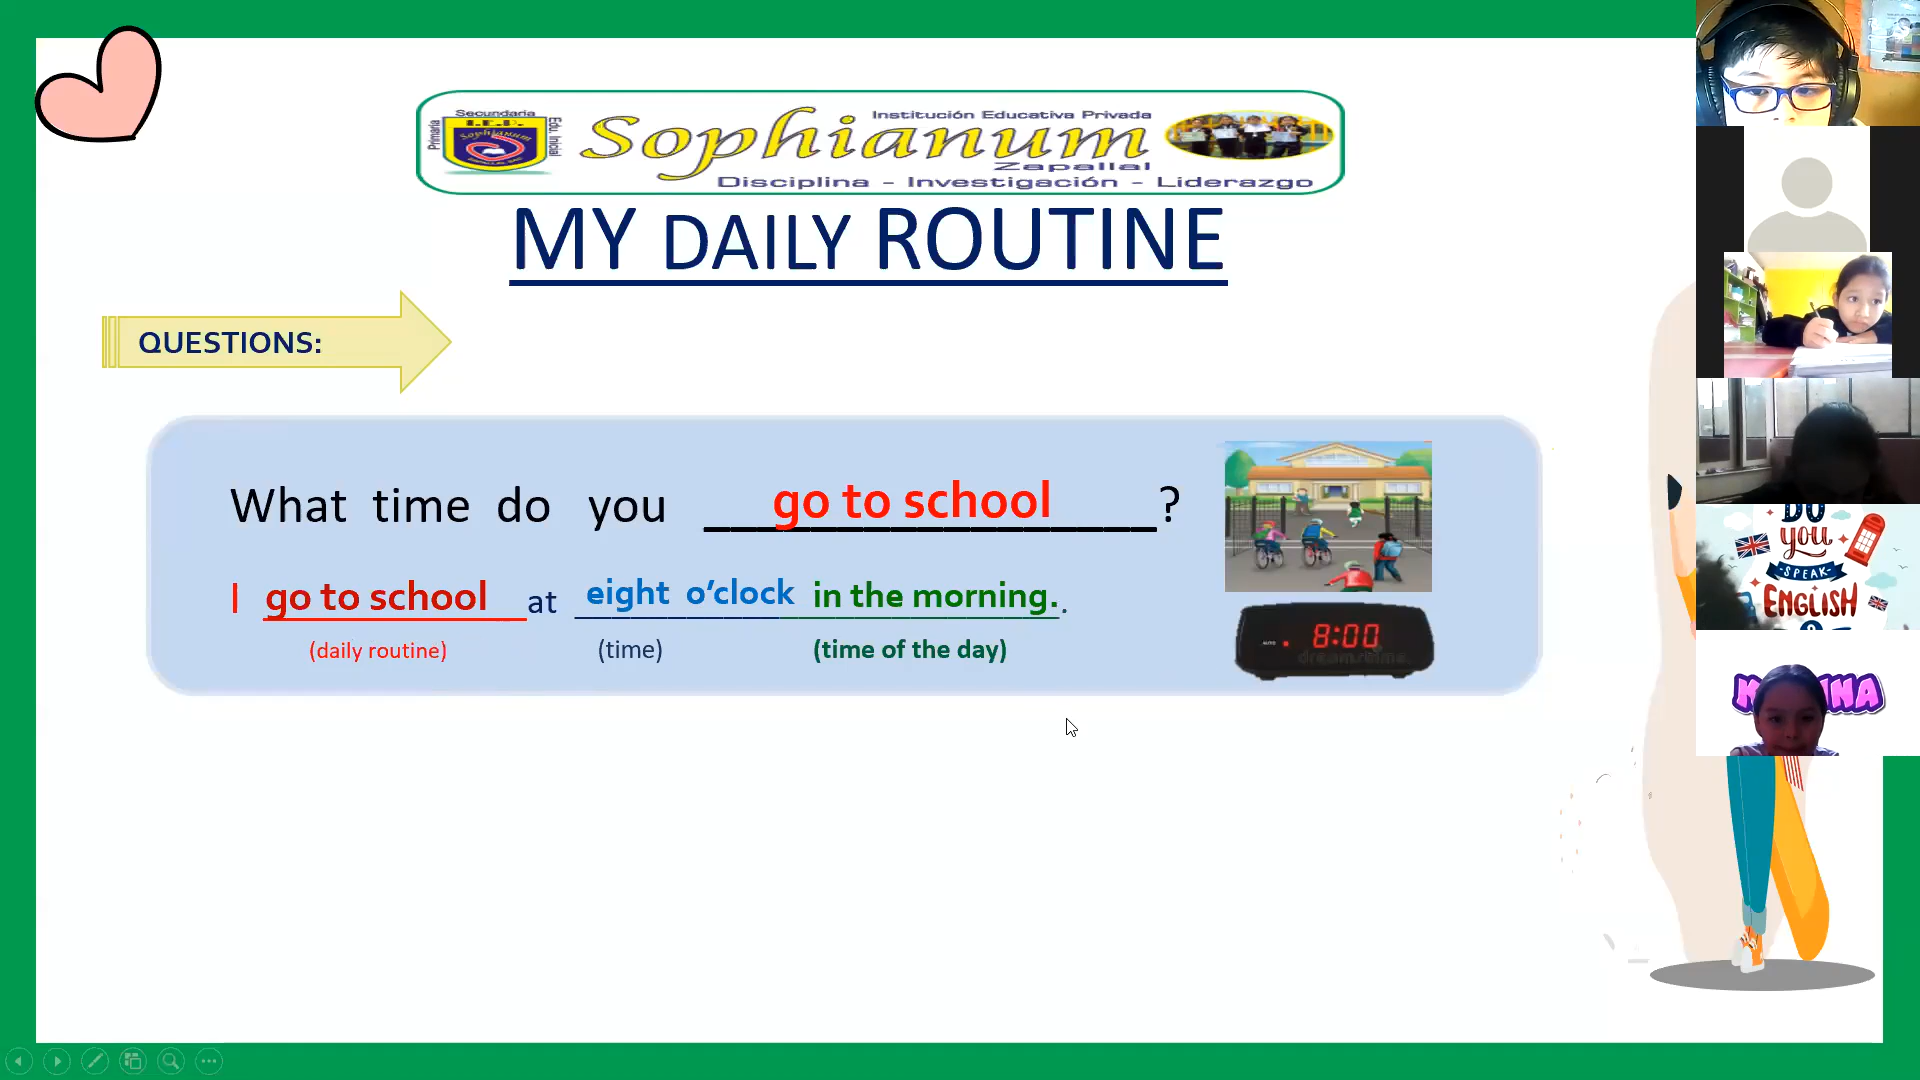 Secundaria
Primaria
Edu. Inicial
I.E.P.
Sophianum
Institución Educativa Privada
Sophianum
Zapallal
Disciplina - Investigación - Liderazgo
MY DAILY ROUTINE
QUESTIONS:
What time do you go to school ?
I go to school at eight o'clock in the morning. .
(daily routine) (time) (time of the day)
8:00
dreamstime.
DO
you
-SPEAK-
ENGLISH
?